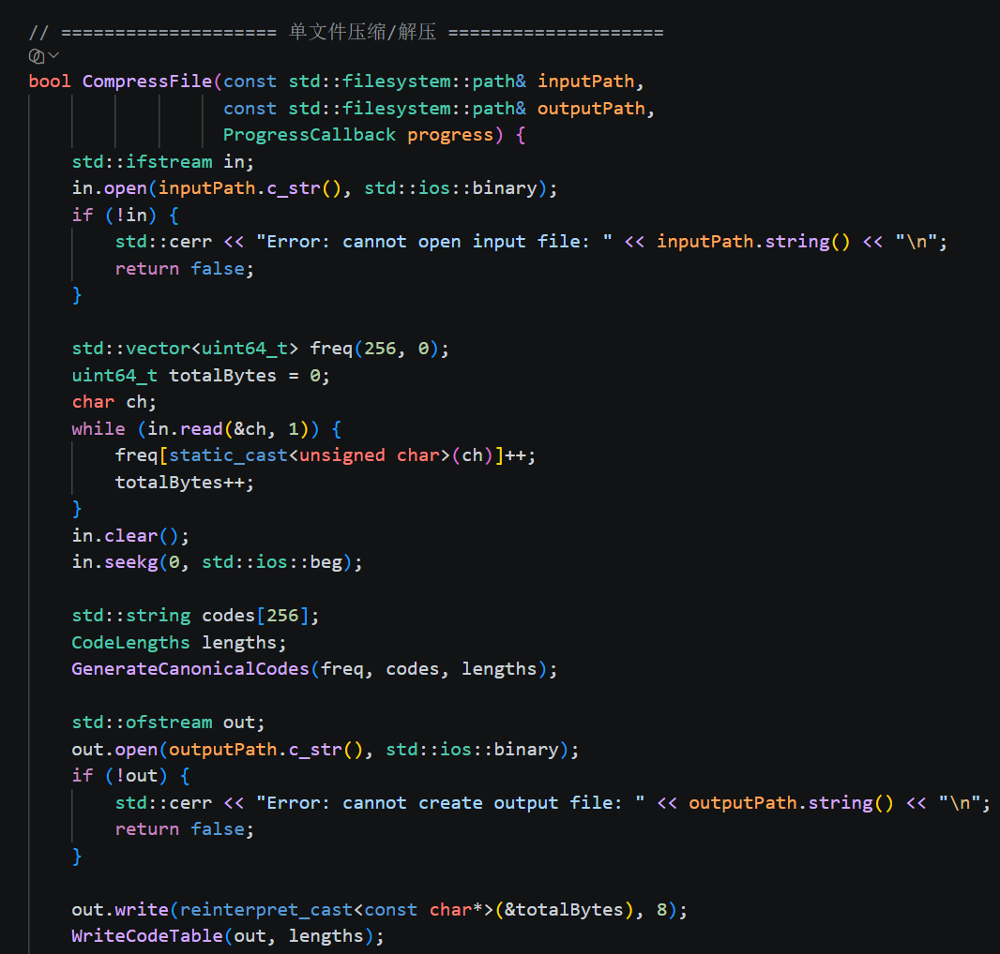 // ==================== 单文件压缩/解压 ====================
bool CompressFile(const std::filesystem::path& inputPath,
                  const std::filesystem::path& outputPath,
                  ProgressCallback progress) {
    std::ifstream in;
    in.open(inputPath.c_str(), std::ios::binary);
    if (!in) {
        std::cerr << "Error: cannot open input file: " << inputPath.string() << "\n";
        return false;
    }

    std::vector<uint64_t> freq(256, 0);
    uint64_t totalBytes = 0;
    char ch;
    while (in.read(&ch, 1)) {
        freq[static_cast<unsigned char>(ch)]++;
        totalBytes++;
    }
    in.clear();
    in.seekg(0, std::ios::beg);

    std::string codes[256];
    CodeLengths lengths;
    GenerateCanonicalCodes(freq, codes, lengths);

    std::ofstream out;
    out.open(outputPath.c_str(), std::ios::binary);
    if (!out) {
        std::cerr << "Error: cannot create output file: " << outputPath.string() << "\n";
        return false;
    }

    out.write(reinterpret_cast<const char*>(&totalBytes), 8);
    WriteCodeTable(out, lengths);